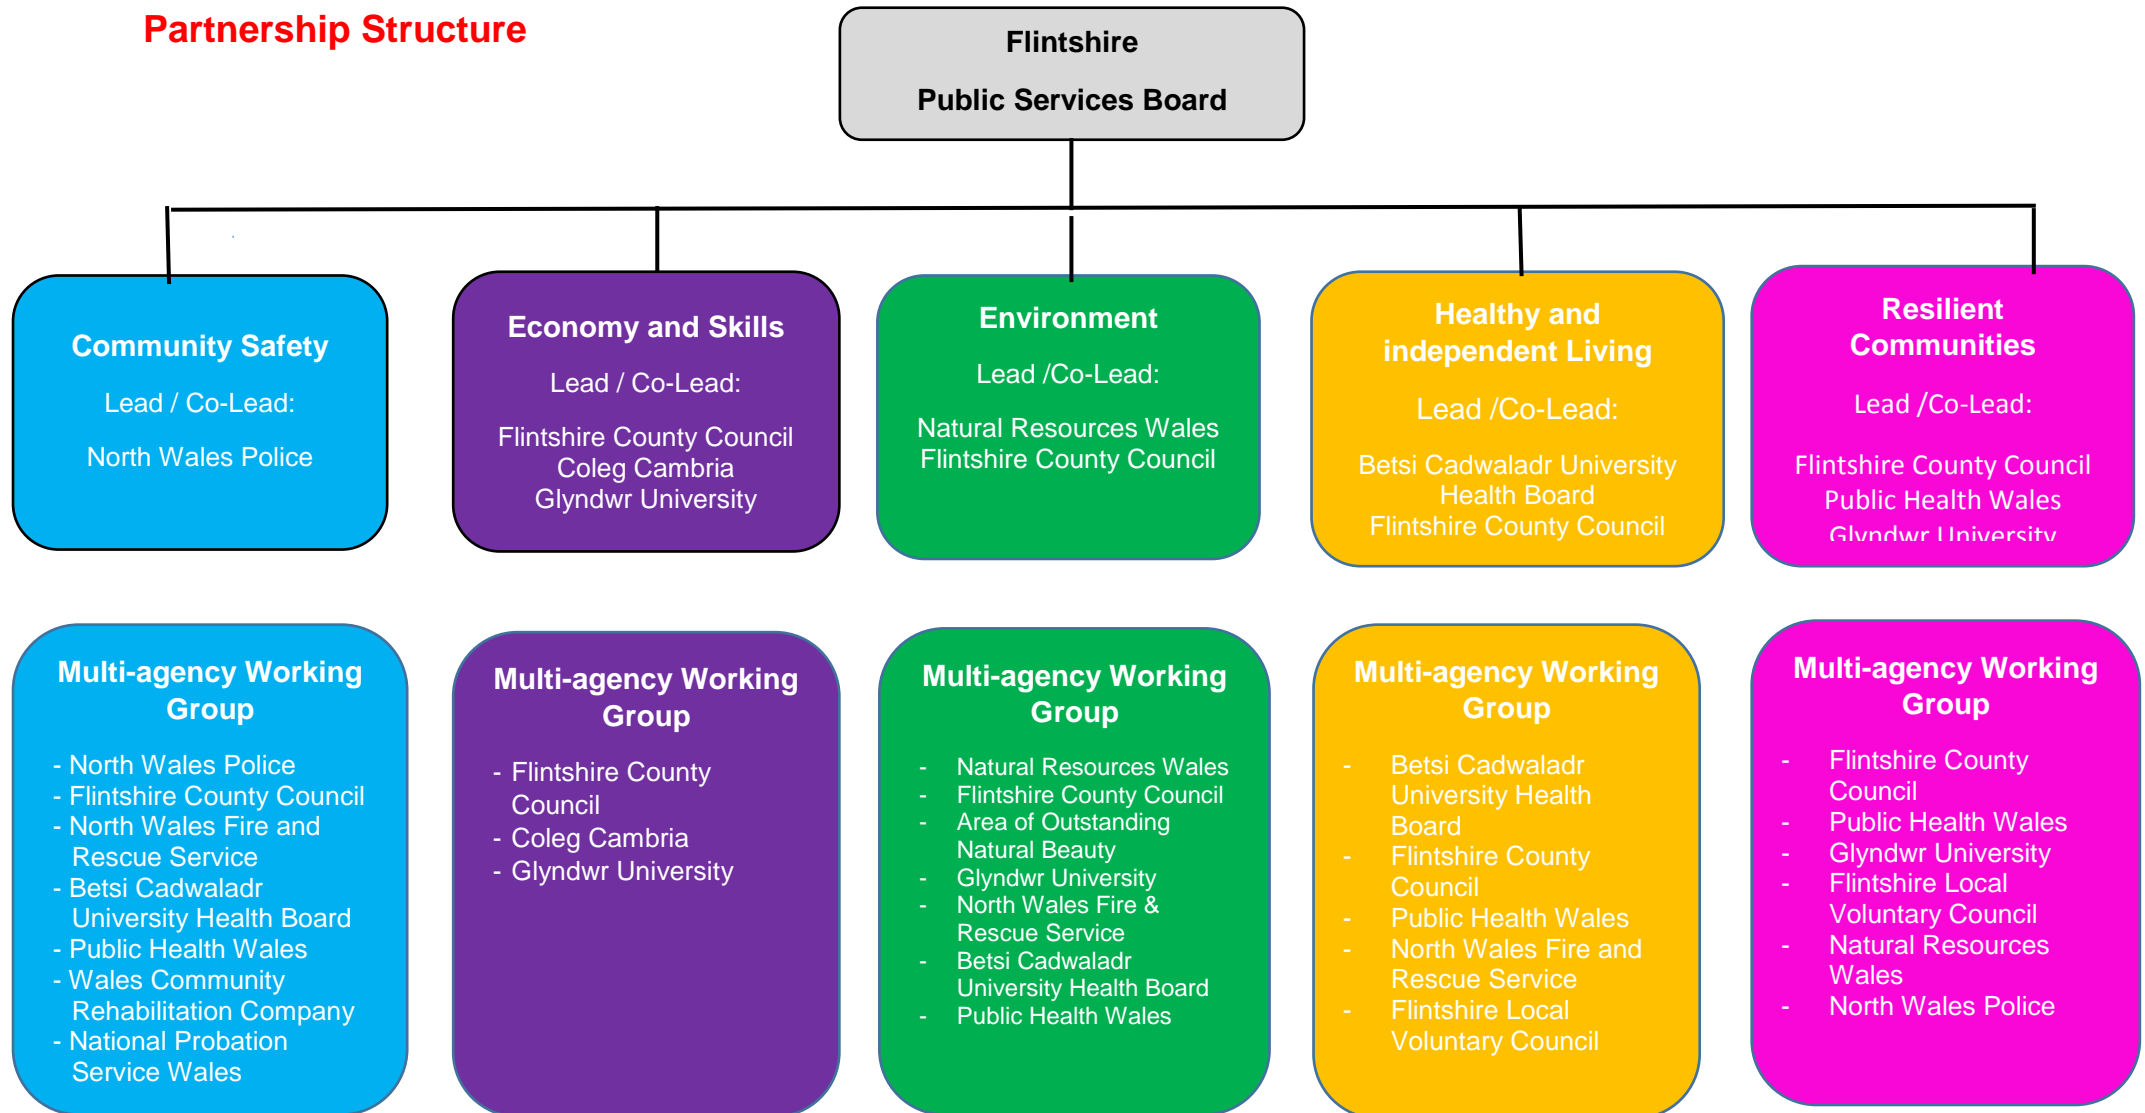 Partnership Structure
Flintshire
Public Services Board
Community Safety
Lead / Co-Lead:
North Wales Police
Economy and Skills
Lead / Co-Lead:
Flintshire County Council
Coleg Cambria
Glyndwr University
Environment
Lead /Co-Lead:
Natural Resources Wales
Flintshire County Council
Healthy and
independent Living
Lead /Co-Lead:
Betsi Cadwaladr University
Health Board
Flintshire County Council
Resilient
Communities
Lead /Co-Lead:
Flintshire County Council
Public Health Wales
Glyndwr University
Multi-agency Working
Group
- North Wales Police
- Flintshire County Council
- North Wales Fire and
Rescue Service
- Betsi Cadwaladr
University Health Board
- Public Health Wales
- Wales Community
Rehabilitation Company
- National Probation
Service Wales
Multi-agency Working
Group
- Flintshire County
Council
- Coleg Cambria
- Glyndwr University
Multi-agency Working
Group
- Natural Resources Wales
- Flintshire County Council
- Area of Outstanding
Natural Beauty
- Glyndwr University
- North Wales Fire &
Rescue Service
- Betsi Cadwaladr
University Health Board
- Public Health Wales
Multi-agency Working
Group
- Betsi Cadwaladr
University Health
Board
- Flintshire County
Council
- Public Health Wales
- North Wales Fire and
Rescue Service
- Flintshire Local
Voluntary Council
Multi-agency Working
Group
- Flintshire County
Council
- Public Health Wales
- Glyndwr University
- Flintshire Local
Voluntary Council
- Natural Resources
Wales
- North Wales Police